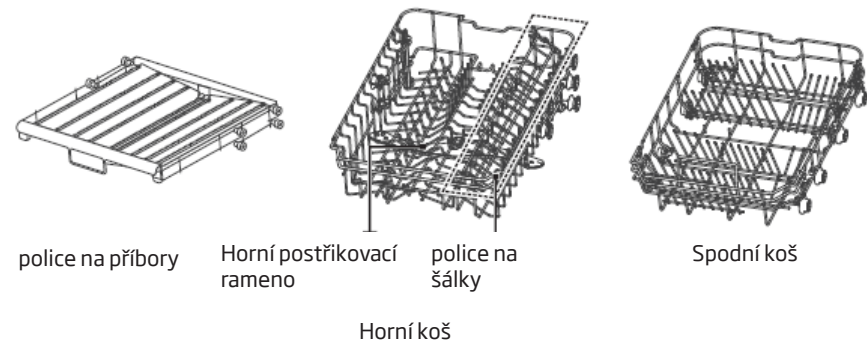 police na příbory
Horní postřikovací
rameno
police na
šálky
Spodní koš
Horní koš